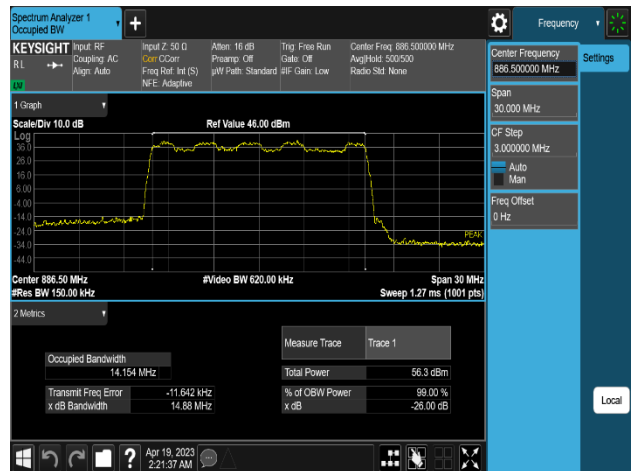 Spectrum Analyzer 1
Occupied BW
Frequency
KEYSIGHT
Input: RF
Input Z: 50 Ω
Atten: 16 dB
Trig: Free Run
Center Freq: 886.500000 MHz
RL
Coupling: AC
Corr CCorr
Preamp: Off
Gate: Off
Avg|Hold: 500/500
Align: Auto
Freq Ref: Int (S)
µW Path: Standard
#IF Gain: Low
Radio Std: None
NFE: Adaptive
Center Frequency
886.500000 MHz
Settings
Span
30.000 MHz
CF Step
3.000000 MHz
Auto
Man
Freq Offset
0 Hz
1 Graph
Scale/Div 10.0 dB
Ref Value 46.00 dBm
Log
36.0
26.0
16.0
6.00
-4.00
-14.0
-24.0
-34.0
-44.0
PEAK
Center 886.50 MHz
#Video BW 620.00 kHz
Span 30 MHz
#Res BW 150.00 kHz
Sweep 1.27 ms (1001 pts)
2 Metrics
Measure Trace
Trace 1
Occupied Bandwidth
14.154 MHz
Total Power
56.3 dBm
Transmit Freq Error
-11.642 kHz
% of OBW Power
99.00 %
x dB Bandwidth
14.88 MHz
x dB
-26.00 dB
Local
?
Apr 19, 2023
2:21:37 AM